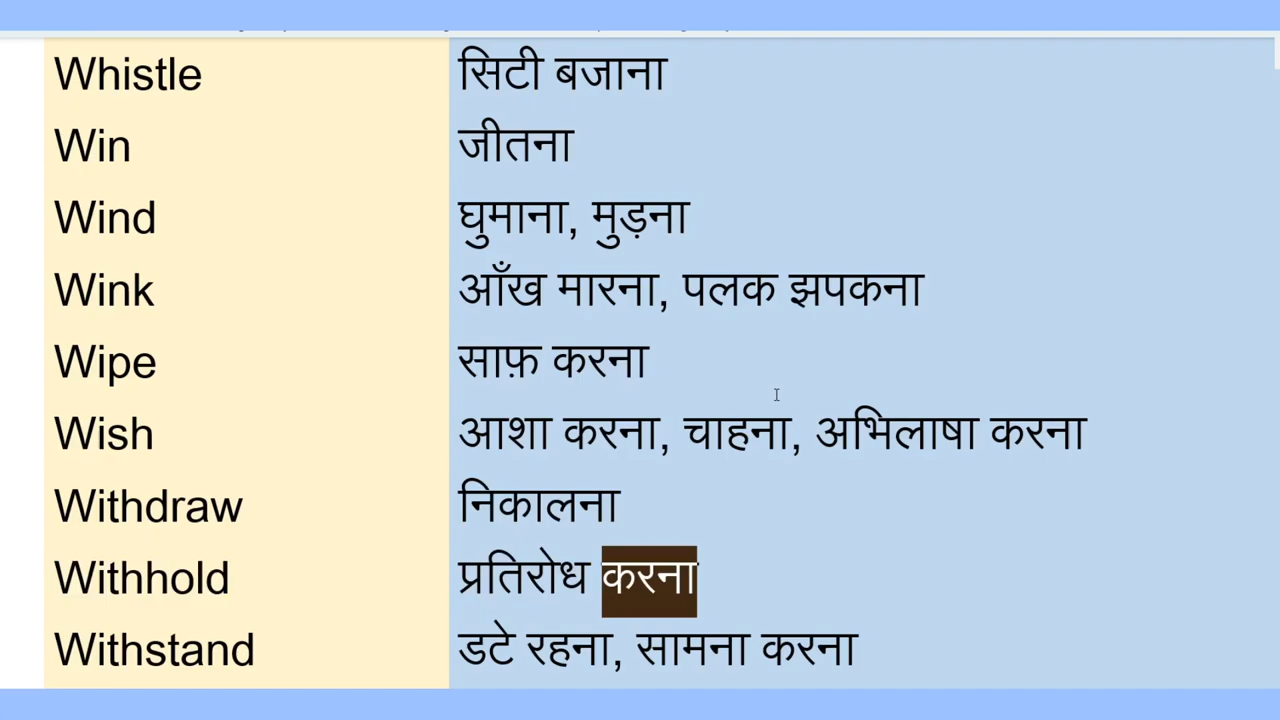 Whistle सिटी बजाना
Win जीतना
Wind घुमाना, मुड़ना
Wink आँख मारना, पलक झपकना
Wipe साफ़ करना
Wish आशा करना, चाहना, अभिलाषा करना
Withdraw निकालना
Withhold प्रतिरोध करना
Withstand डटे रहना, सामना करना